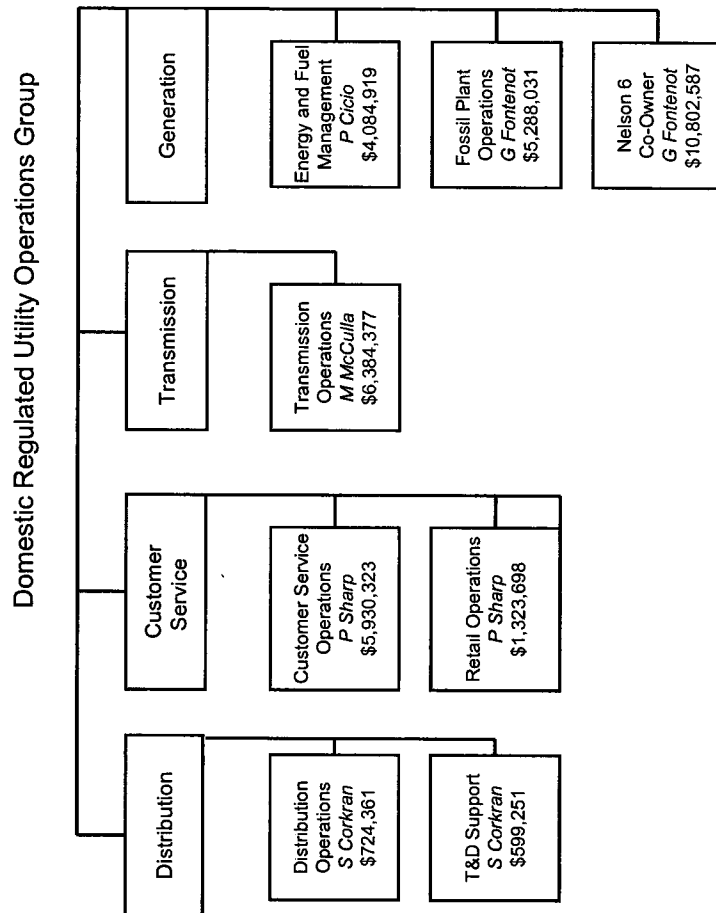 Domestic Regulated Utility Operations Group
Distribution
Distribution
Operations
S Corkran
$724,361
T&D Support
S Corkran
$599,251
Customer
Service
Customer Service
Operations
P Sharp
$5,930,323
Retail Operations
P Sharp
$1,323,698
Transmission
Transmission
Operations
M McCulla
$6,384,377
Generation
Energy and Fuel
Management
P Cicio
$4,084,919
Fossil Plant
Operations
G Fontenot
$5,288,031
Nelson 6
Co-Owner
G Fontenot
$10,802,587